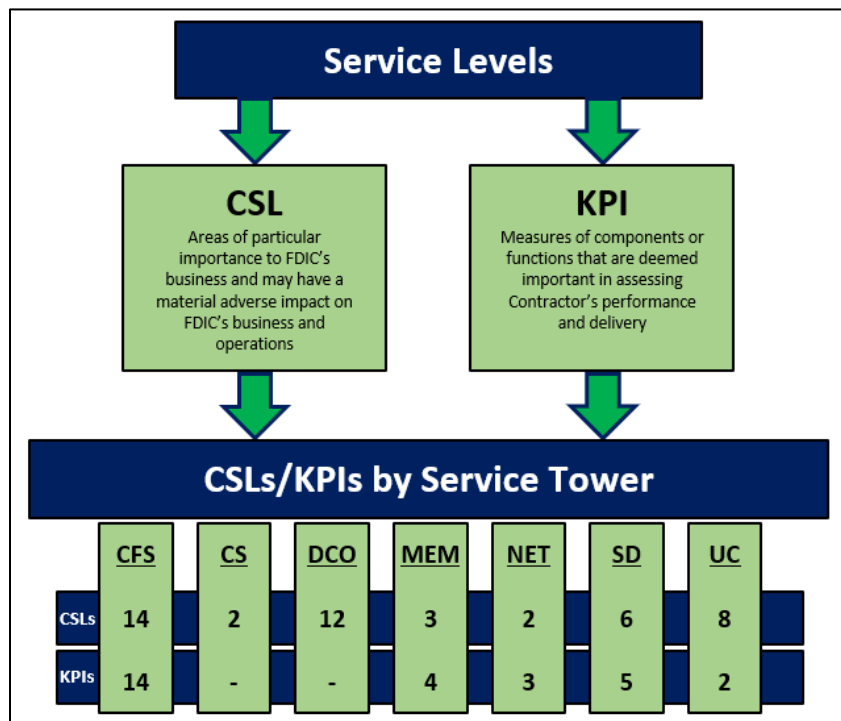 Service Levels
CSL
Areas of particular
importance to FDIC's
business and may have a
material adverse impact on
FDIC's business and
operations
KPI
Measures of components or
functions that are deemed
important in assessing
Contractor's performance
and delivery
CSLs/KPIs by Service Tower
CFS CS DCO MEM NET SD UC
CSLs 14 2 12 3 2 6 8
KPIs 14 - - 4 3 5 2